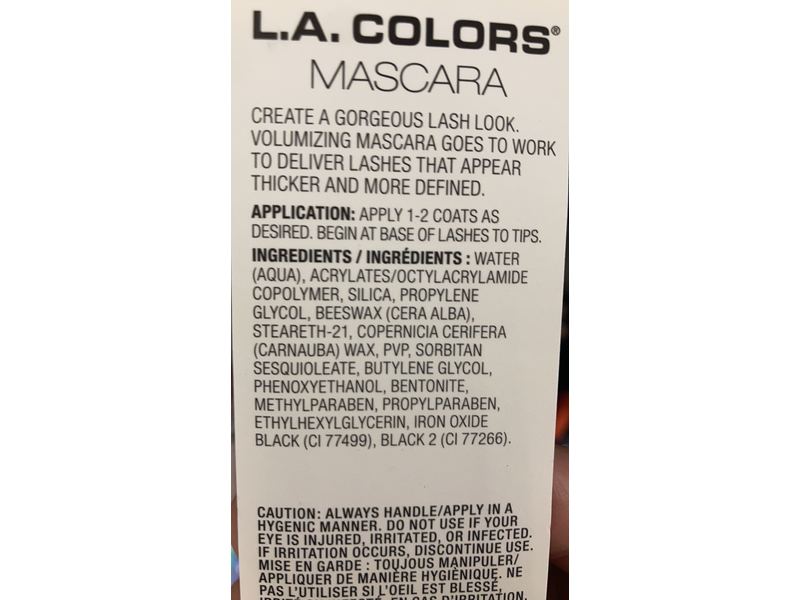 L.A. COLORS®
MASCARA
CREATE A GORGEOUS LASH LOOK.
VOLUMIZING MASCARA GOES TO WORK
TO DELIVER LASHES THAT APPEAR
THICKER AND MORE DEFINED.
APPLICATION: APPLY 1-2 COATS AS
DESIRED. BEGIN AT BASE OF LASHES TO TIPS.
INGREDIENTS / INGRÉDIENTS : WATER
(AQUA), ACRYLATES/OCTYLACRYLAMIDE
COPOLYMER, SILICA, PROPYLENE
GLYCOL, BEESWAX (CERA ALBA),
STEARETH-21, COPERNICIA CERIFERA
(CARNAUBA) WAX, PVP, SORBITAN
SESQUIOLEATE, BUTYLENE GLYCOL,
PHENOXYETHANOL, BENTONITE,
METHYLPARABEN, PROPYLPARABEN,
ETHYLHEXYLGLYCERIN, IRON OXIDE
BLACK (CI 77499), BLACK 2 (CI 77266).
CAUTION: ALWAYS HANDLE/APPLY IN A
HYGENIC MANNER. DO NOT USE IF YOUR
EYE IS INJURED, IRRITATED, OR INFECTED.
IF IRRITATION OCCURS, DISCONTINUE USE.
MISE EN GARDE : TOUJOUS MANIPULER/
APPLIQUER DE MANIÈRE HYGIÉNIQUE. NE
PAS L'UTILISER SI L'OEIL EST BLESSÉ,